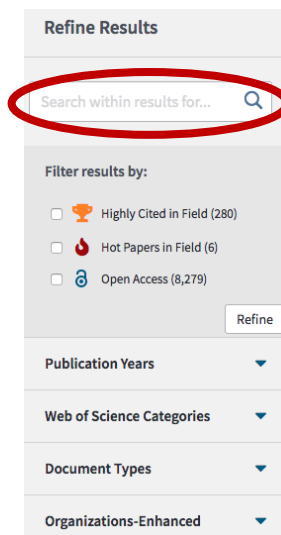 Refine Results
Search within results for...
Filter results by:
Highly Cited in Field (280)
Hot Papers in Field (6)
Open Access (8,279)
Refine
Publication Years
Web of Science Categories
Document Types
Organizations-Enhanced